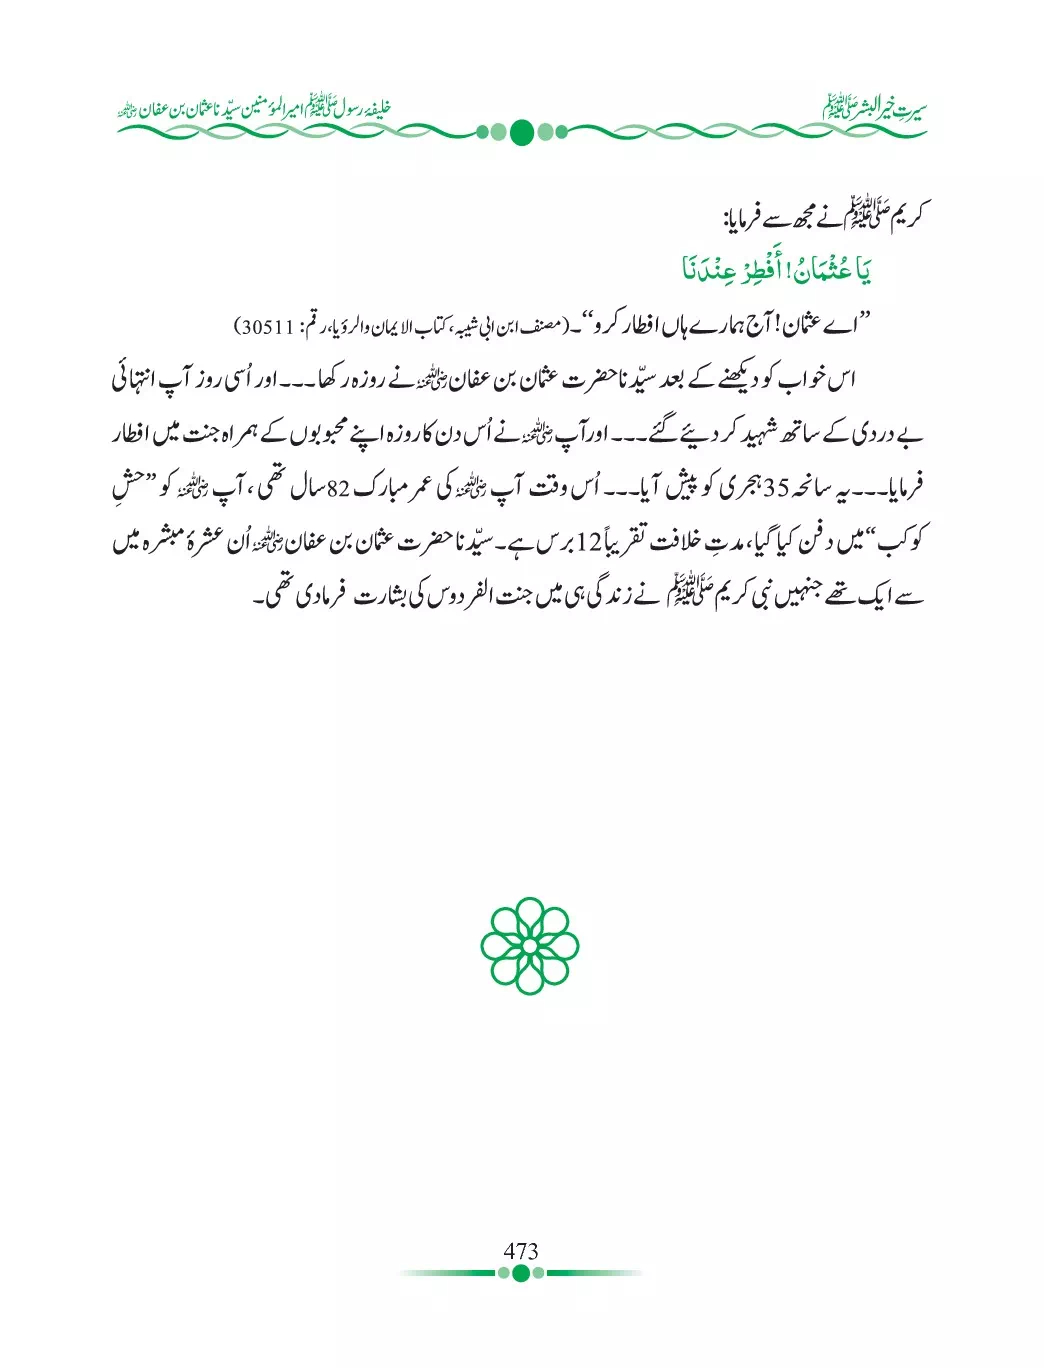 سیرتِ خیر البشر ﷺ
خلیفۂ رسول ﷺ امیر المؤمنین سیّدنا عثمان بن عفان رضی اللہ عنہ
کریم ﷺ نے مجھ سے فرمایا:
يَا عُثْمَانُ! أَفْطِرْ عِنْدَنَا
”اے عثمان! آج ہمارے ہاں افطار کرو“۔ (مصنف ابن ابی شیبہ، کتاب الایمان والرؤیا، رقم: 30511)
اس خواب کو دیکھنے کے بعد سیّدنا حضرت عثمان بن عفان رضی اللہ عنہ نے روزہ رکھا۔۔۔ اور اُسی روز آپ انتہائی
بے دردی کے ساتھ شہید کر دیئے گئے۔۔۔ اور آپ رضی اللہ عنہ نے اُس دن کا روزہ اپنے محبوبوں کے ہمراہ جنت میں افطار
فرمایا۔۔۔ یہ سانحہ 35 ہجری کو پیش آیا۔۔۔ اُس وقت آپ رضی اللہ عنہ کی عمر مبارک 82 سال تھی، آپ رضی اللہ عنہ کو ”حشِ
کوکب“ میں دفن کیا گیا، مدتِ خلافت تقریباً 12 برس ہے۔ سیّدنا حضرت عثمان بن عفان رضی اللہ عنہ اُن عشرۂ مبشرہ میں
سے ایک تھے جنہیں نبی کریم ﷺ نے زندگی ہی میں جنت الفردوس کی بشارت فرمادی تھی۔
473